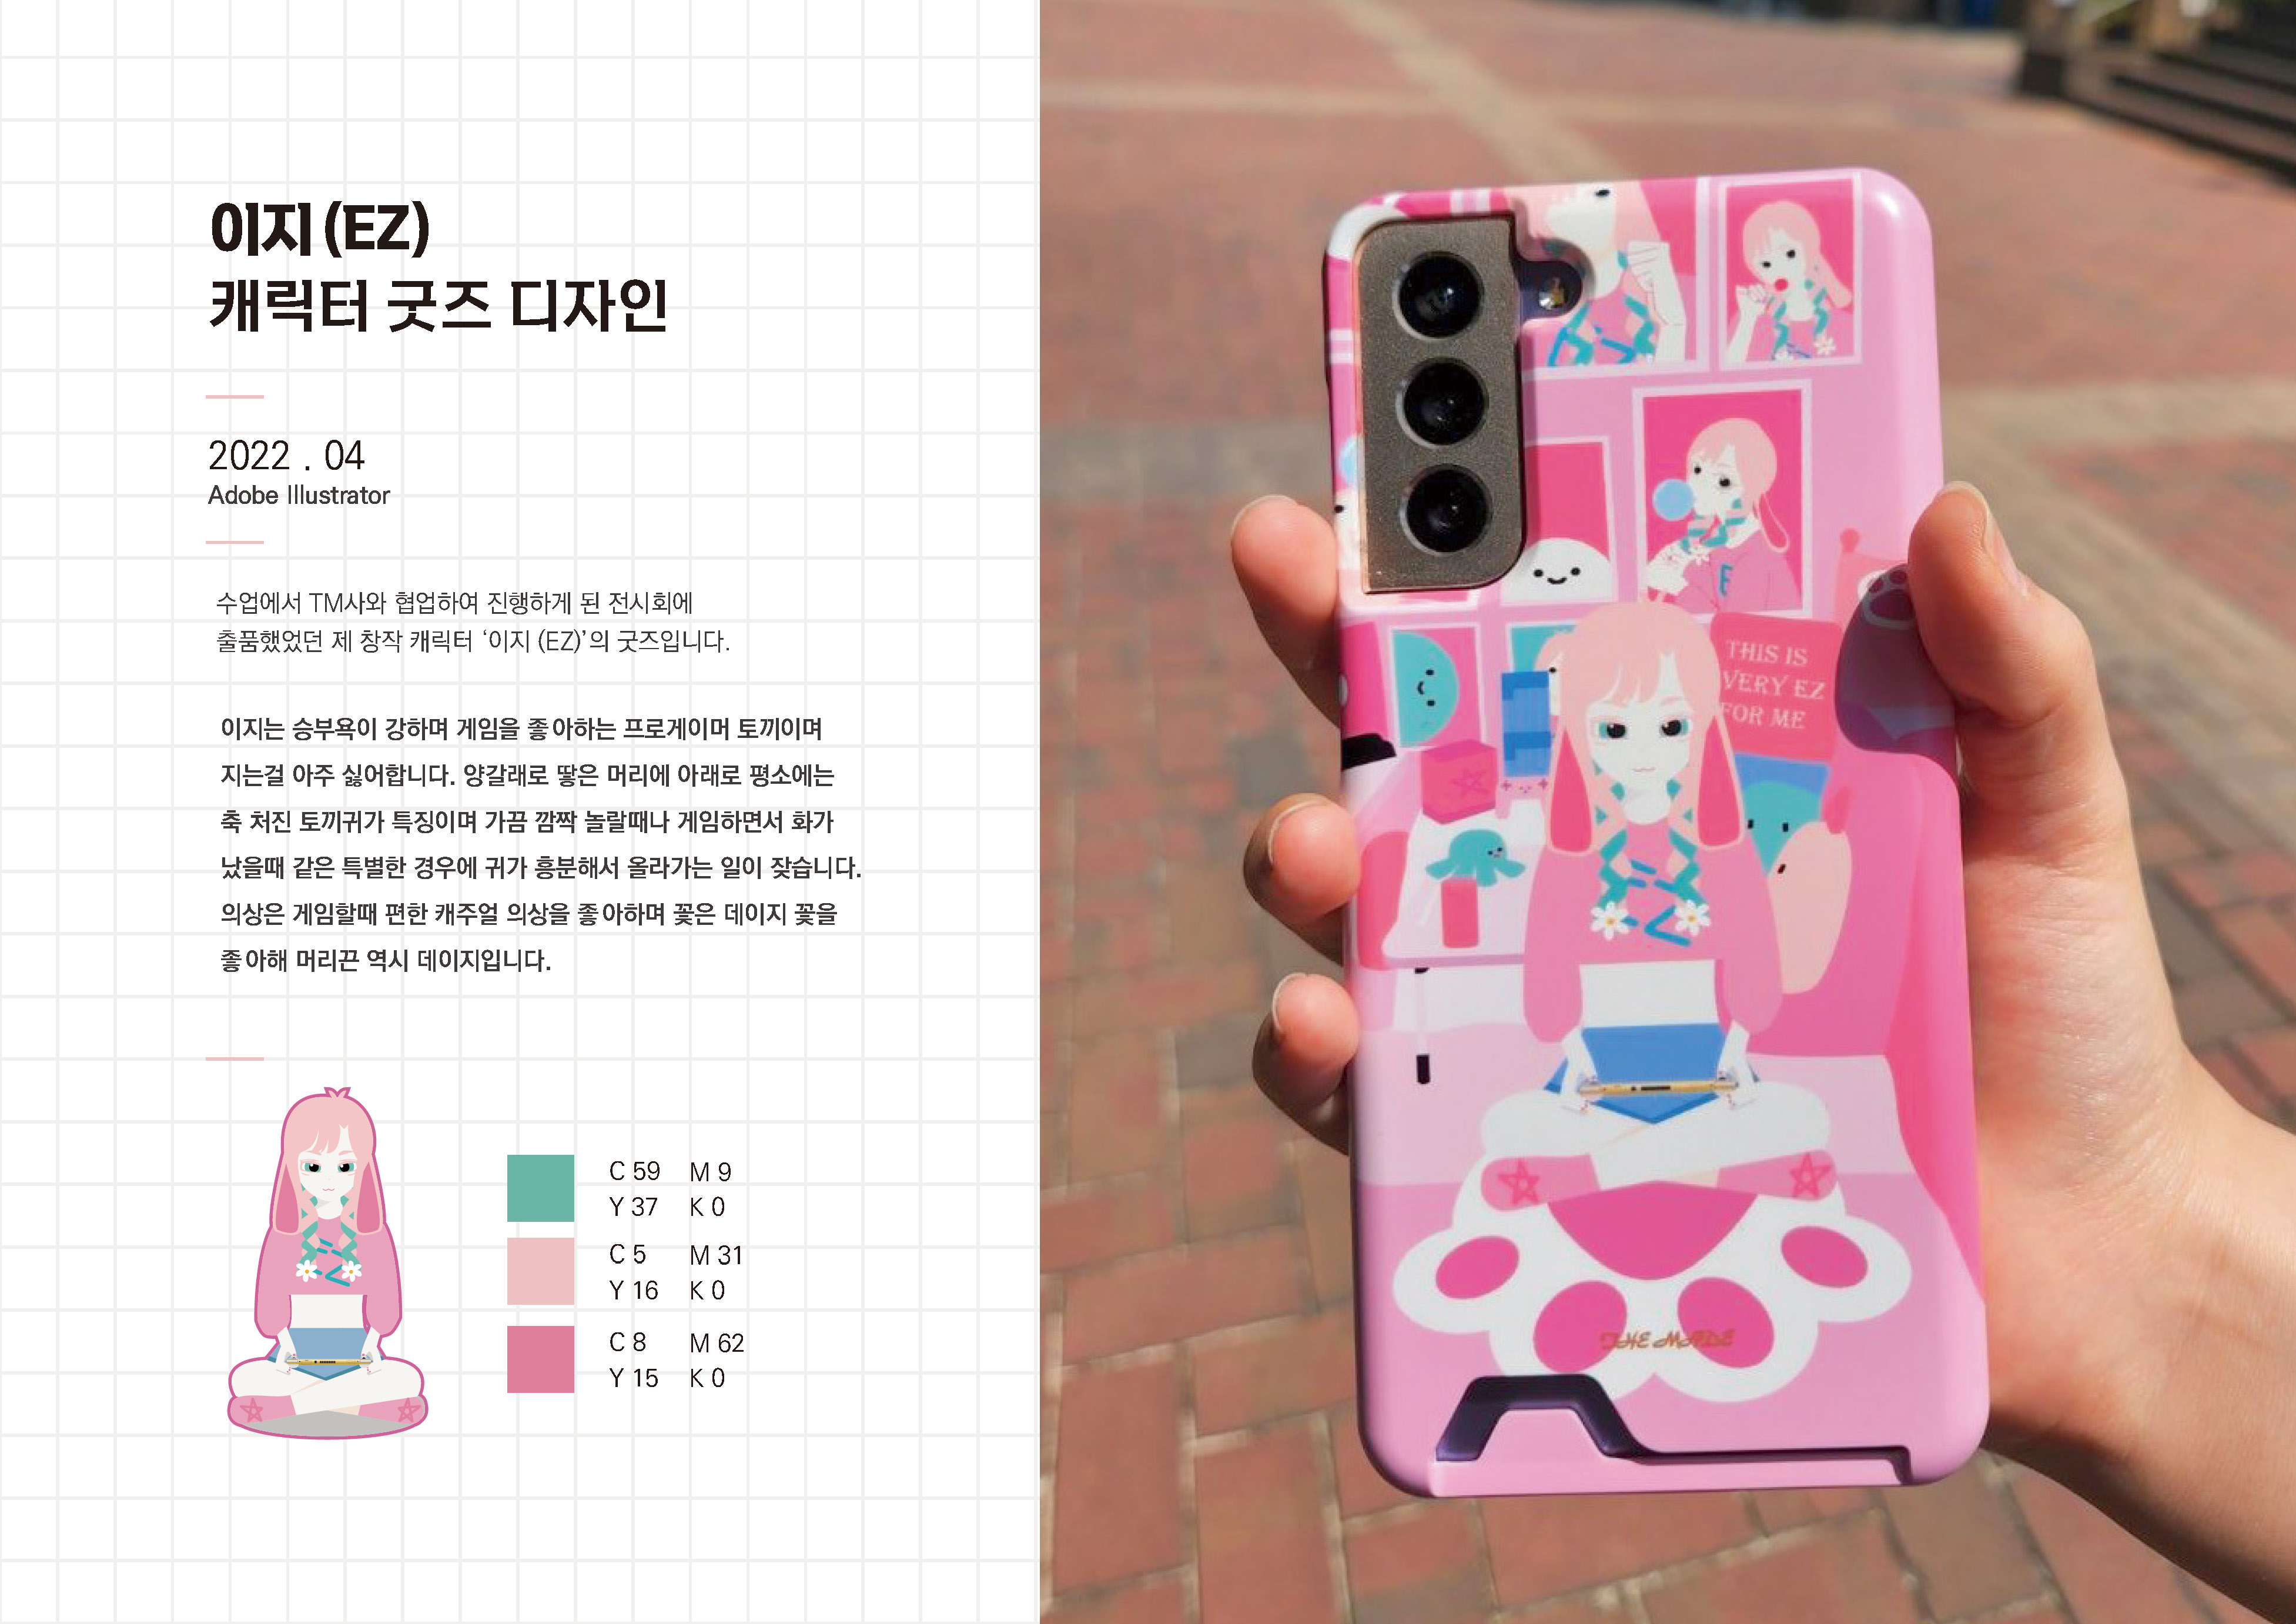 이지 (EZ)
캐릭터 굿즈 디자인
2022 . 04
Adobe Illustrator
수업에서 TM사와 협업하여 진행하게 된 전시회에
출품했었던 제 창작 캐릭터 ‘이지 (EZ)’의 굿즈입니다.
이지는 승부욕이 강하며 게임을 좋아하는 프로게이머 토끼이며
지는걸 아주 싫어합니다. 양갈래로 땋은 머리에 아래로 평소에는
축 처진 토끼귀가 특징이며 가끔 깜짝 놀랄때나 게임하면서 화가
났을때 같은 특별한 경우에 귀가 흥분해서 올라가는 일이 잦습니다.
의상은 게임할때 편한 캐주얼 의상을 좋아하며 꽃은 데이지 꽃을
좋아해 머리끈 역시 데이지입니다.
C 59 M 9
Y 37 K 0
C 5 M 31
Y 16 K 0
C 8 M 62
Y 15 K 0
THIS IS
VERY EZ
FOR ME
THE MADE